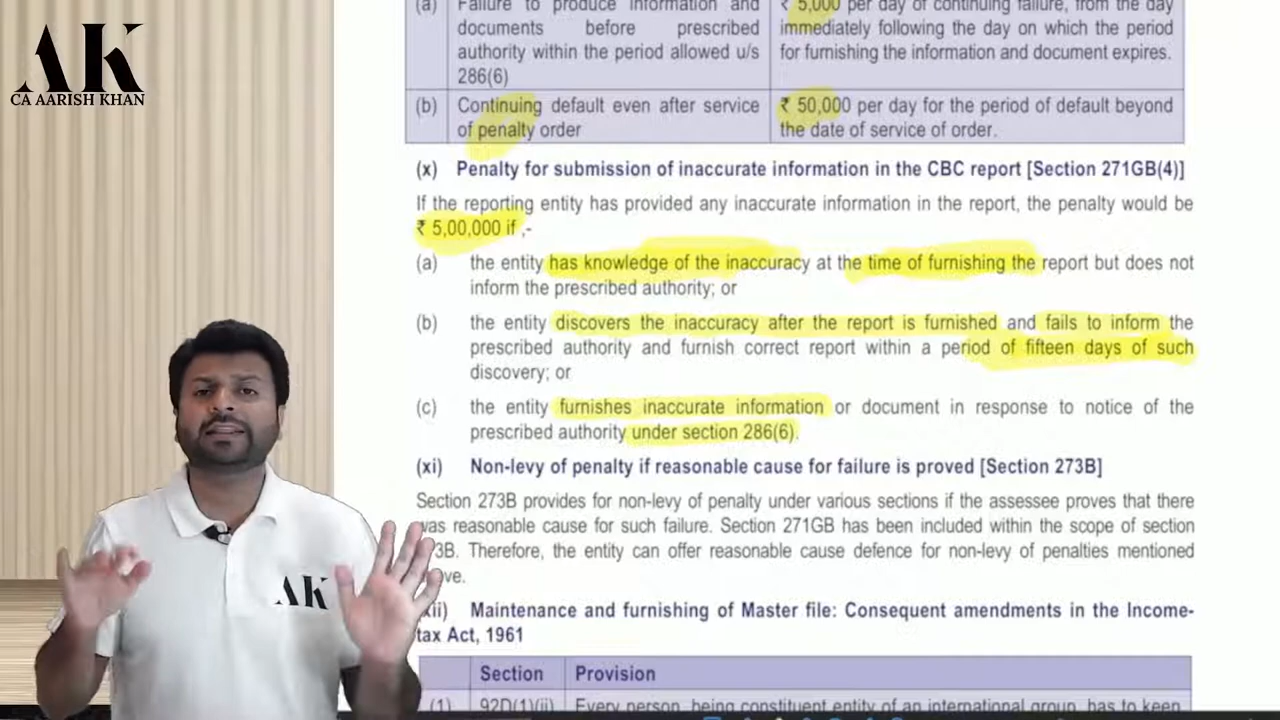 AK
CA AARISH KHAN
(a) Failure to produce information and ₹ 5,000 per day of continuing failure, from the day
documents before prescribed immediately following the day on which the period
authority within the period allowed u/s for furnishing the information and document expires.
286(6)
(b) Continuing default even after service ₹ 50,000 per day for the period of default beyond
of penalty order the date of service of order.
(x) Penalty for submission of inaccurate information in the CBC report [Section 271GB(4)]
If the reporting entity has provided any inaccurate information in the report, the penalty would be
₹ 5,00,000 if ,-
(a) the entity has knowledge of the inaccuracy at the time of furnishing the report but does not
inform the prescribed authority; or
(b) the entity discovers the inaccuracy after the report is furnished and fails to inform the
prescribed authority and furnish correct report within a period of fifteen days of such
discovery; or
(c) the entity furnishes inaccurate information or document in response to notice of the
prescribed authority under section 286(6).
(xi) Non-levy of penalty if reasonable cause for failure is proved [Section 273B]
Section 273B provides for non-levy of penalty under various sections if the assessee proves that there
was reasonable cause for such failure. Section 271GB has been included within the scope of section
3B. Therefore, the entity can offer reasonable cause defence for non-levy of penalties mentioned
ve.
(xii) Maintenance and furnishing of Master file: Consequent amendments in the Income-
tax Act, 1961
Section Provision
(1) 92D(1)(ii) Every person, being constituent entity of an international group, has to keep
AK